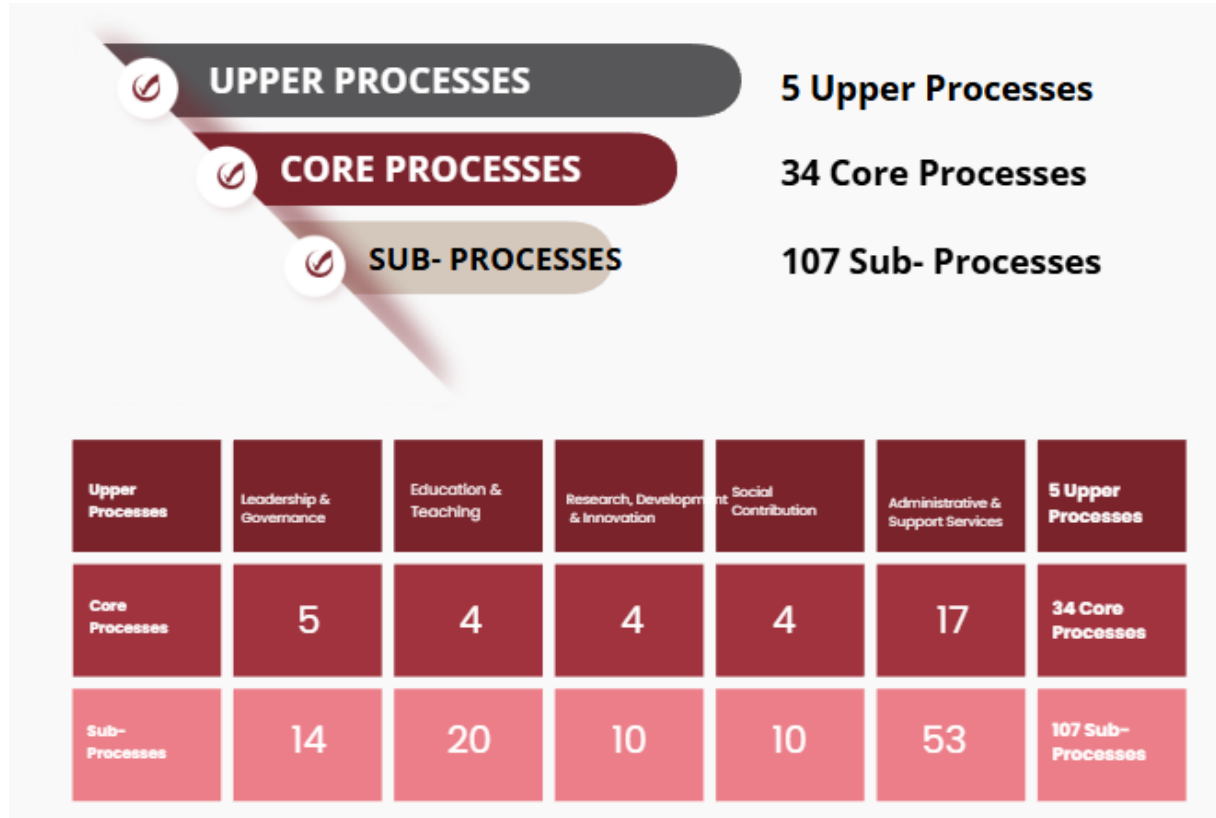 UPPER PROCESSES
5 Upper Processes
CORE PROCESSES
34 Core Processes
SUB- PROCESSES
107 Sub- Processes
Upper
Processes
Leadership &
Governance
Education &
Teaching
Research, Development
& Innovation
Social
Contribution
Administrative &
Support Services
5 Upper
Processes
Core
Processes
5
4
4
4
17
34 Core
Processes
Sub-
Processes
14
20
10
10
53
107 Sub-
Processes